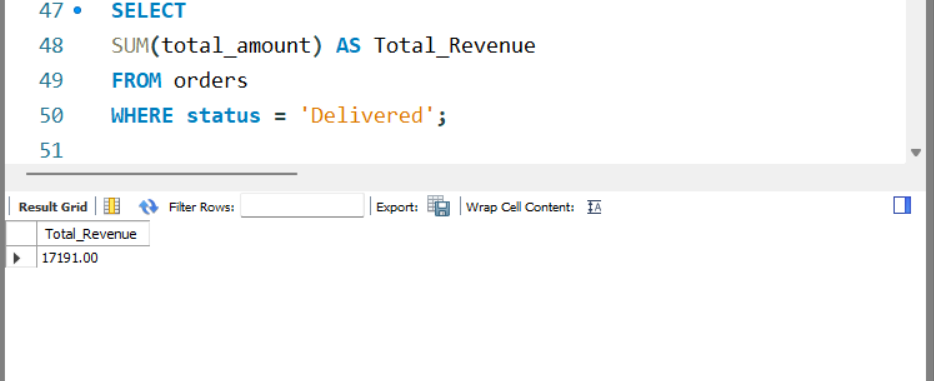 47 SELECT
48 SUM(total_amount) AS Total_Revenue
49 FROM orders
50 WHERE status = 'Delivered';
51
Result Grid Filter Rows: Export: Wrap Cell Content: IA
Total_Revenue
17191.00